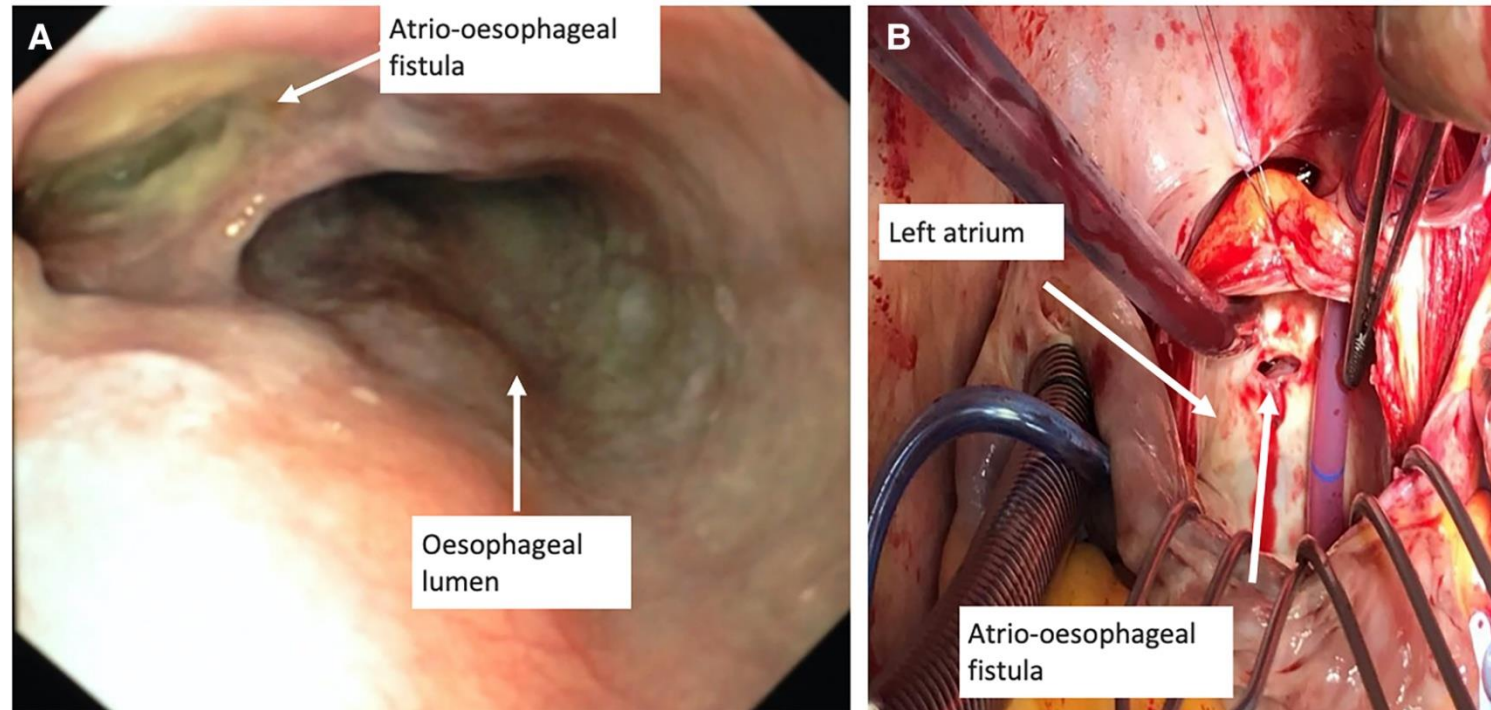 A
Atrio-oesophageal
fistula
Oesophageal
lumen
B
Left atrium
Atrio-oesophageal
fistula